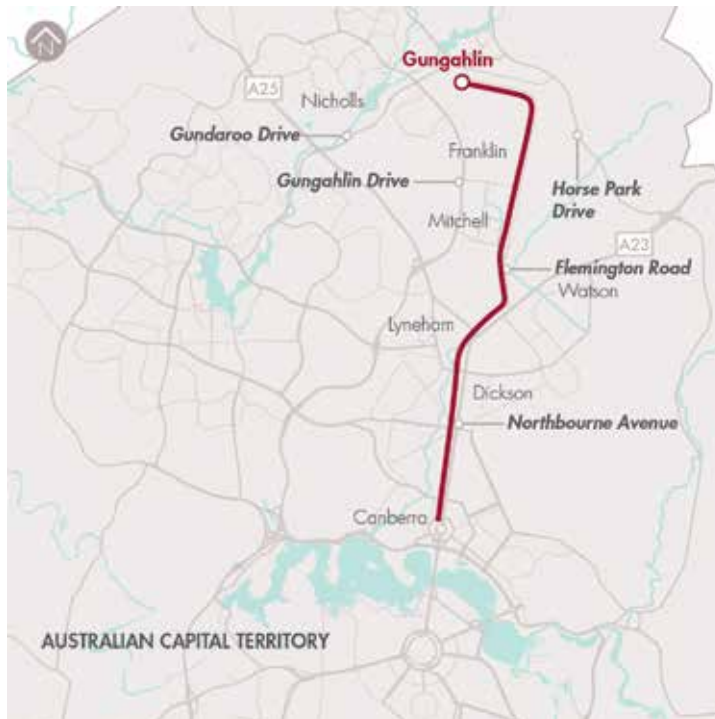 N
Gungahlin
A25
Nicholls
Gundaroo Drive
Franklin
Gungahlin Drive
Horse Park
Drive
Mitchell
A23
Flemington Road
Watson
Lyneham
Dickson
Northbourne Avenue
Canberra
AUSTRALIAN CAPITAL TERRITORY